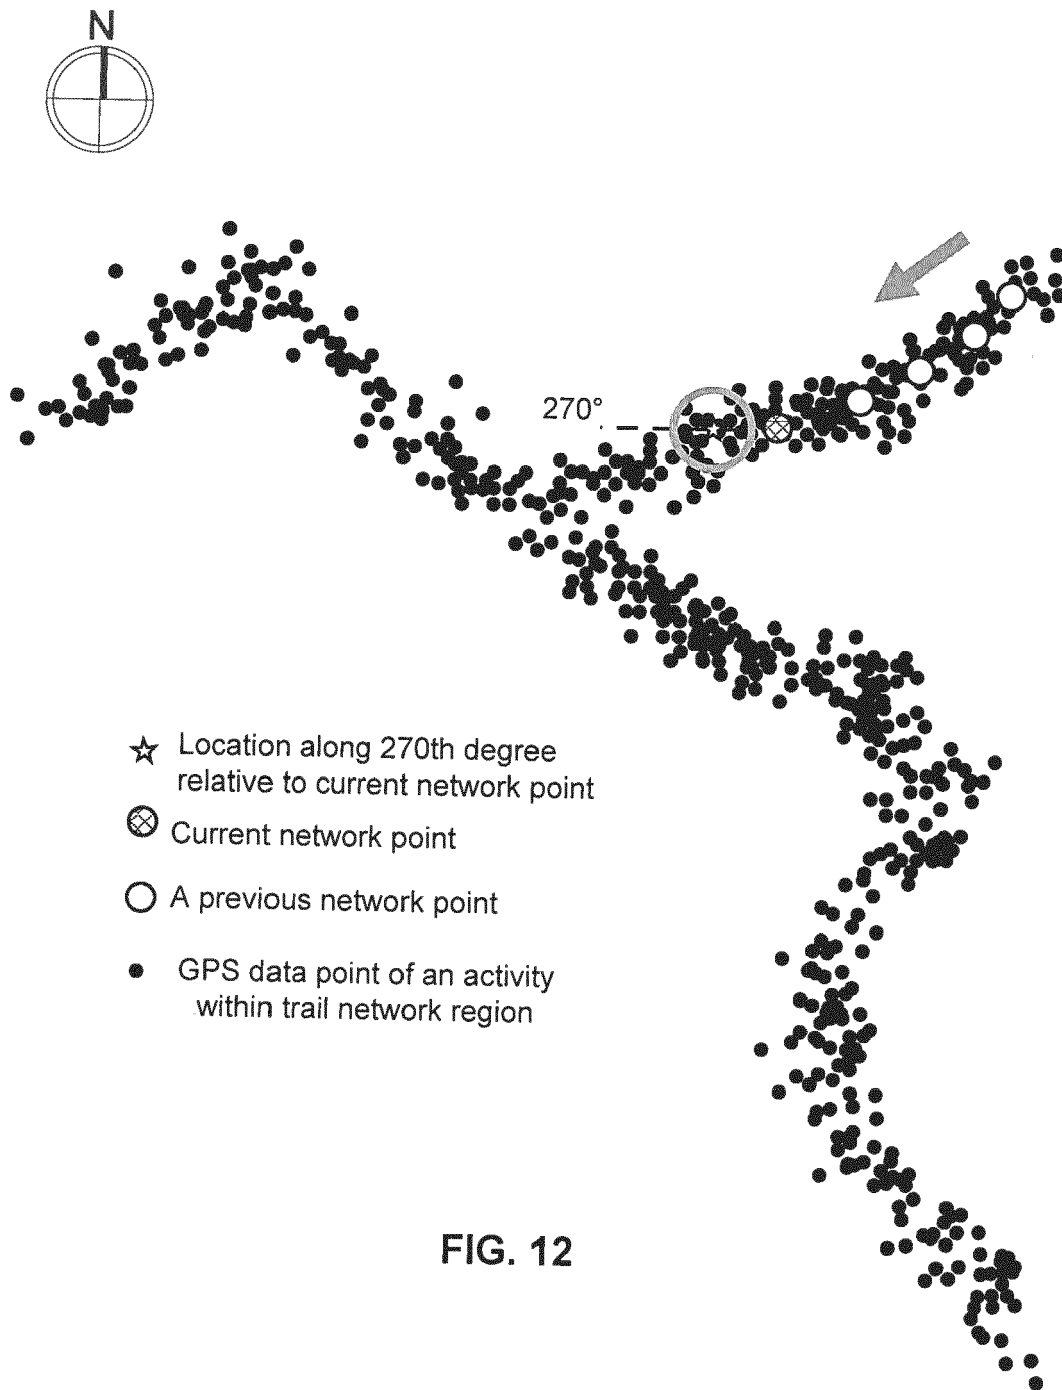 N
270°
Location along 270th degree
relative to current network point
Current network point
A previous network point
GPS data point of an activity
within trail network region
FIG. 12